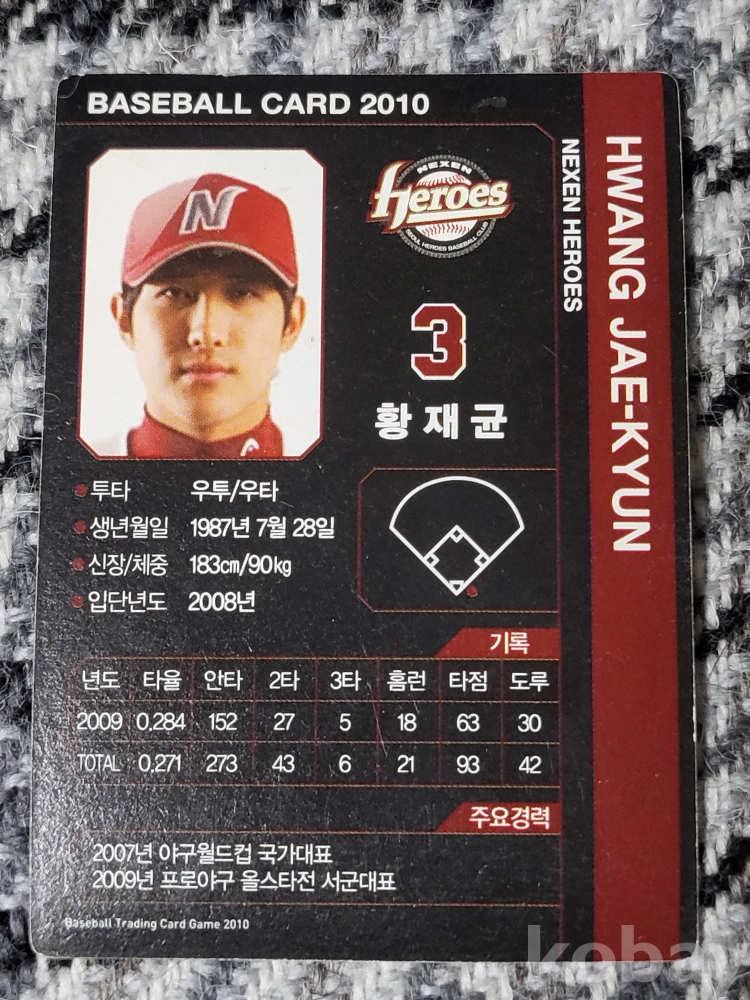 BASEBALL CARD 2010
HWANG JAE-KYUN
NEXEN HEROES
N
NEXEN
Heroes
SEOUL HEROES BASEBALL CLUB
3
황재균
투타 우투/우타
생년월일 1987년 7월 28일
신장/체중 183cm/90kg
입단년도 2008년
기록
년도 타율 안타 2타 3타 홈런 타점 도루
2009 0.284 152 27 5 18 63 30
TOTAL 0.271 273 43 6 21 93 42
주요경력
2007년 야구월드컵 국가대표
2009년 프로야구 올스타전 서군대표
Baseball Trading Card Game 2010
kobay